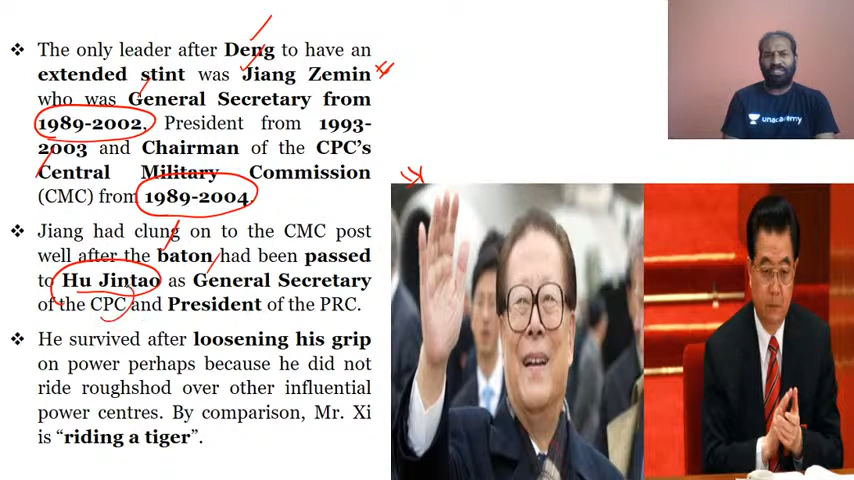 ❖ The only leader after Deng to have an
extended stint was Jiang Zemin
who was General Secretary from
1989-2002, President from 1993-
2003 and Chairman of the CPC's
Central Military Commission
(CMC) from 1989-2004.
❖ Jiang had clung on to the CMC post
well after the baton had been passed
to Hu Jintao as General Secretary
of the CPC and President of the PRC.
❖ He survived after loosening his grip
on power perhaps because he did not
ride roughshod over other influential
power centres. By comparison, Mr. Xi
is “riding a tiger”.
unacademy